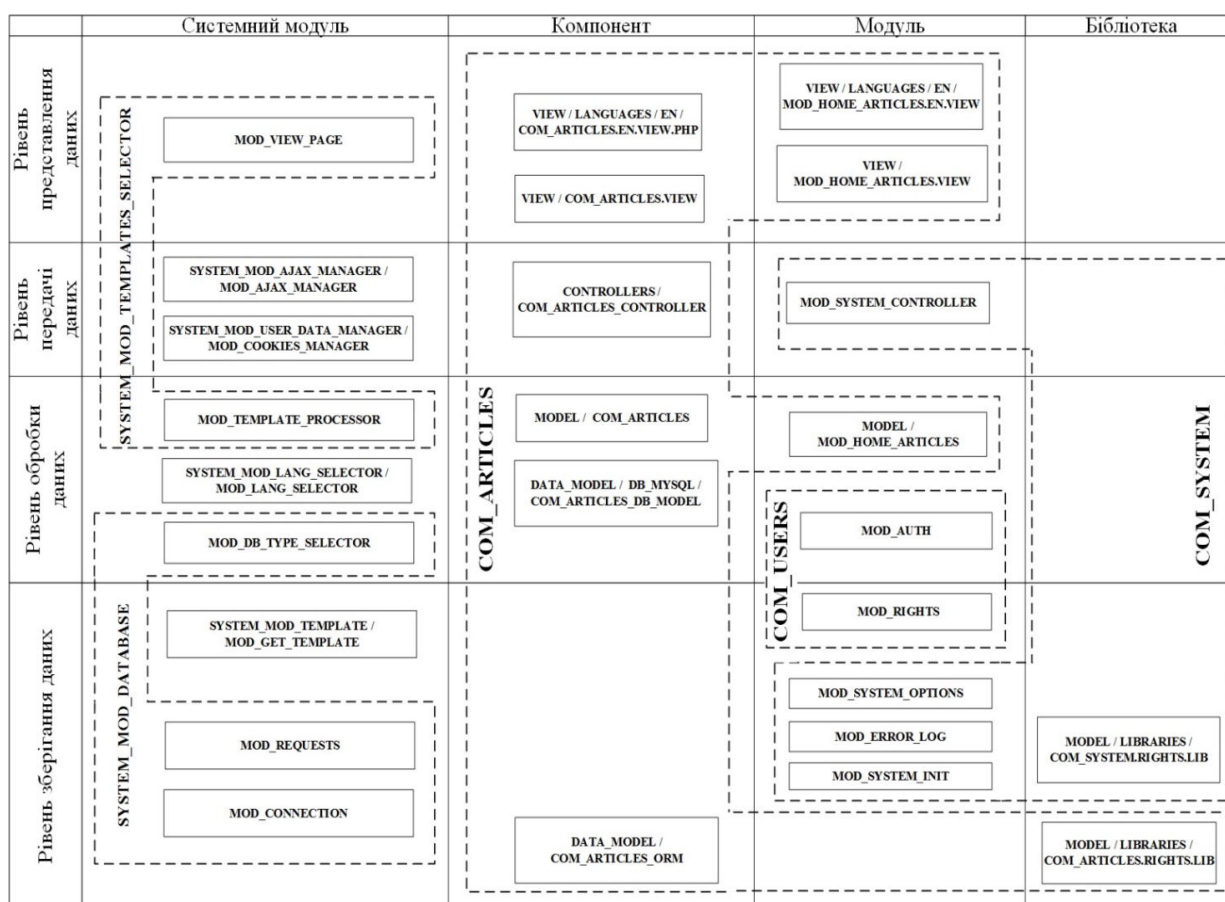 Системний модуль
Компонент
Модуль
Бібліотека
Рівень
представлення
даних
SYSTEM_MOD_TEMPLATES_SELECTOR
MOD_VIEW_PAGE
VIEW / LANGUAGES / EN /
COM_ARTICLES.EN.VIEW.PHP
VIEW / COM_ARTICLES.VIEW
VIEW / LANGUAGES / EN /
MOD_HOME_ARTICLES.EN.VIEW
VIEW /
MOD_HOME_ARTICLES.VIEW
Рівень
передачі
даних
SYSTEM_MOD_AJAX_MANAGER /
MOD_AJAX_MANAGER
SYSTEM_MOD_USER_DATA_MANAGER /
MOD_COOKIES_MANAGER
CONTROLLERS /
COM_ARTICLES_CONTROLLER
MOD_SYSTEM_CONTROLLER
Рівень обробки
даних
MOD_TEMPLATE_PROCESSOR
SYSTEM_MOD_LANG_SELECTOR /
MOD_LANG_SELECTOR
MOD_DB_TYPE_SELECTOR
COM_ARTICLES
MODEL / COM_ARTICLES
DATA_MODEL / DB_MYSQL /
COM_ARTICLES_DB_MODEL
MODEL /
MOD_HOME_ARTICLES
COM_USERS
MOD_AUTH
COM_SYSTEM
Рівень зберігання даних
SYSTEM_MOD_DATABASE
SYSTEM_MOD_TEMPLATE /
MOD_GET_TEMPLATE
MOD_REQUESTS
MOD_CONNECTION
DATA_MODEL /
COM_ARTICLES_ORM
MOD_RIGHTS
MOD_SYSTEM_OPTIONS
MOD_ERROR_LOG
MOD_SYSTEM_INIT
MODEL / LIBRARIES /
COM_SYSTEM.RIGHTS.LIB
MODEL / LIBRARIES /
COM_ARTICLES.RIGHTS.LIB